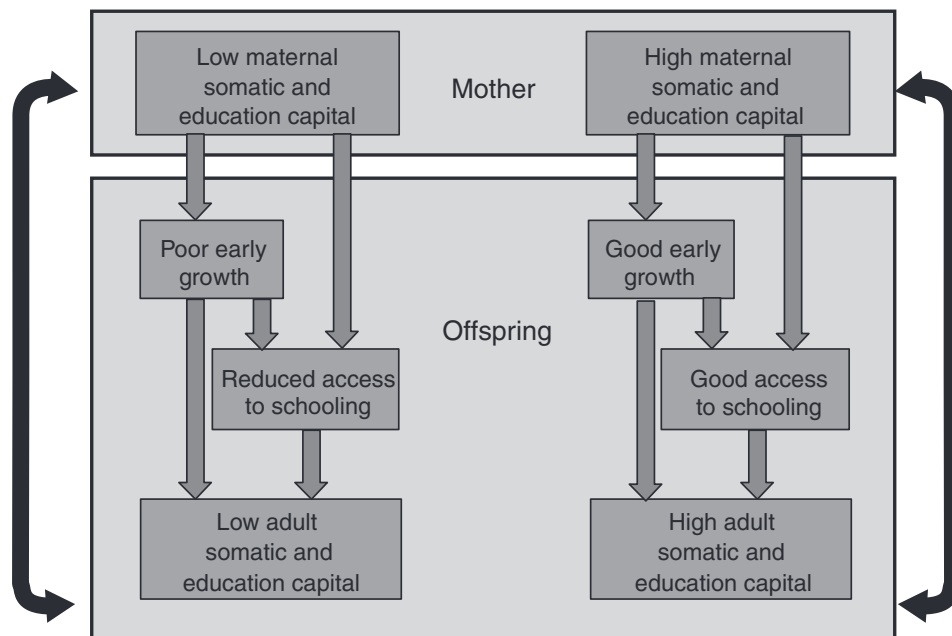 Low maternal
somatic and
education capital
Mother
High maternal
somatic and
education capital
Poor early
growth
Good early
growth
Offspring
Reduced access
to schooling
Good access
to schooling
Low adult
somatic and
education capital
High adult
somatic and
education capital